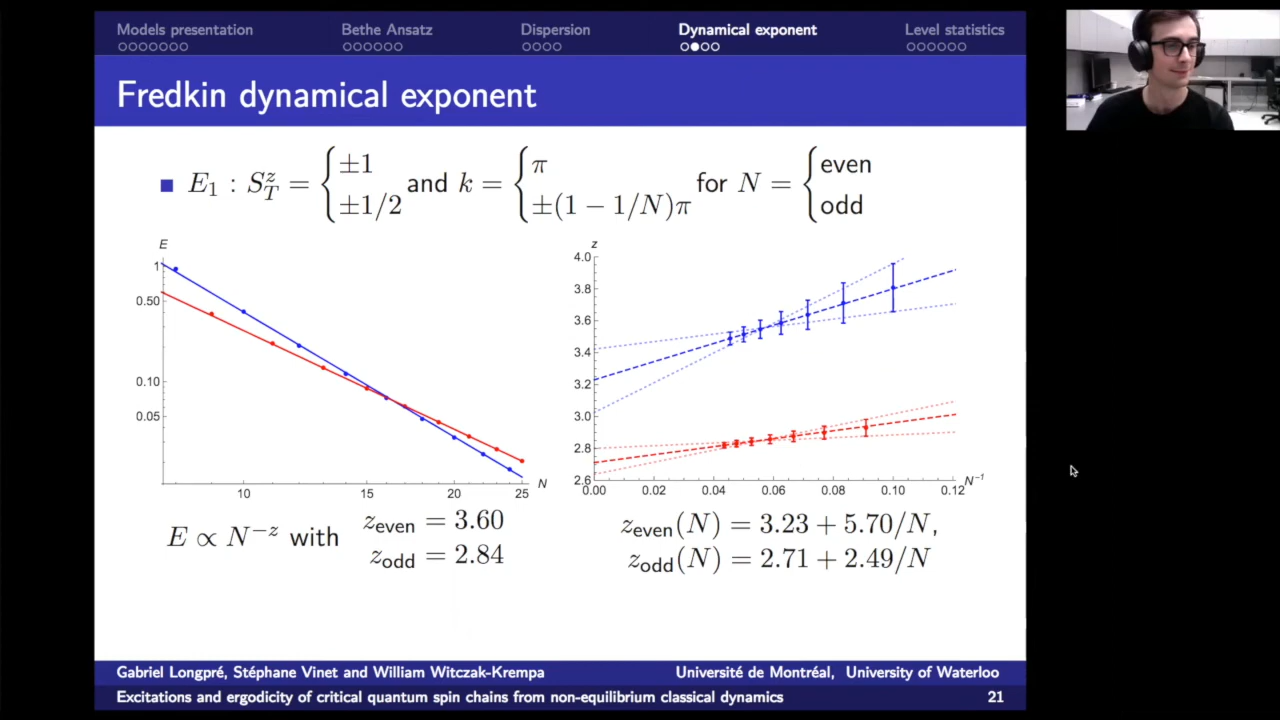 Models presentation Bethe Ansatz Dispersion Dynamical exponent Level statistics
Fredkin dynamical exponent
E₁ : S_T^z = { ±1 ±1/2 and k = { π ±(1 − 1/N)π for N = { even odd
E
1
0.50
0.10
0.05
10 15 20 25 N
z
4.0
3.8
3.6
3.4
3.2
3.0
2.8
2.6
0.00 0.02 0.04 0.06 0.08 0.10 0.12 N⁻¹
E ∝ N^{−z} with
z_even = 3.60
z_odd = 2.84
z_even(N) = 3.23 + 5.70/N,
z_odd(N) = 2.71 + 2.49/N
Gabriel Longpré, Stéphane Vinet and William Witczak-Krempa Université de Montréal, University of Waterloo
Excitations and ergodicity of critical quantum spin chains from non-equilibrium classical dynamics 21